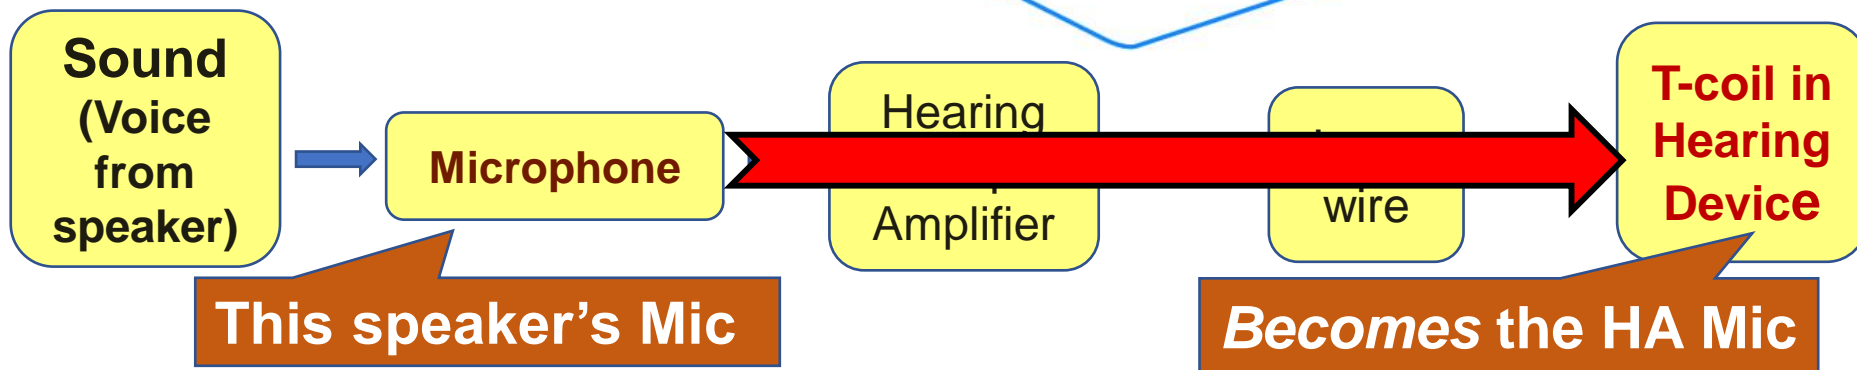 Sound
(Voice
from
speaker)
Microphone
Hearing
Amplifier
wire
T-coil in
Hearing
Device
This speaker’s Mic
Becomes the HA Mic